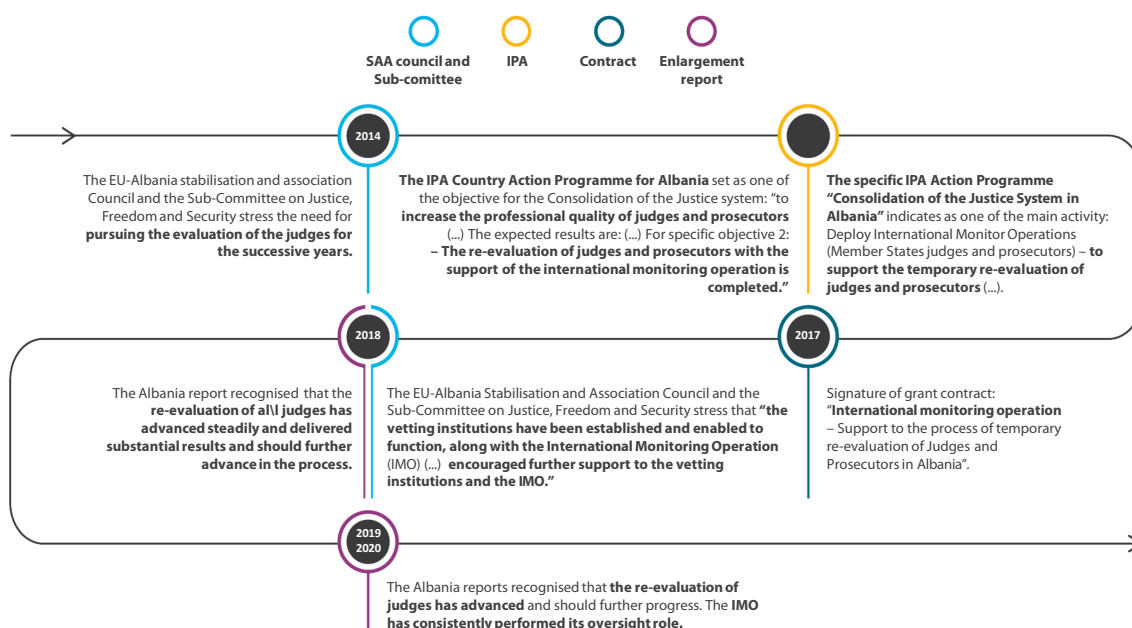 SAA council and
Sub-comittee
IPA
Contract
Enlargement
report
2014
The EU-Albania stabilisation and association
Council and the Sub-Committee on Justice,
Freedom and Security stress the need for
pursuing the evaluation of the judges for
the successive years.
The IPA Country Action Programme for Albania set as one of
the objective for the Consolidation of the Justice system: “to
increase the professional quality of judges and prosecutors
(...) The expected results are: (...) For specific objective 2:
– The re-evaluation of judges and prosecutors with the
support of the international monitoring operation is
completed.”
The specific IPA Action Programme
“Consolidation of the Justice System in
Albania” indicates as one of the main activity:
Deploy International Monitor Operations
(Member States judges and prosecutors) – to
support the temporary re-evaluation of
judges and prosecutors (...).
2017
Signature of grant contract:
“International monitoring operation
– Support to the process of temporary
re-evaluation of Judges and
Prosecutors in Albania”.
2018
The Albania report recognised that the
re-evaluation of al\l judges has
advanced steadily and delivered
substantial results and should further
advance in the process.
The EU-Albania Stabilisation and Association Council and the
Sub-Committee on Justice, Freedom and Security stress that “the
vetting institutions have been established and enabled to
function, along with the International Monitoring Operation
(IMO) (...) encouraged further support to the vetting
institutions and the IMO.”
2019
2020
The Albania reports recognised that the re-evaluation of
judges has advanced and should further progress. The IMO
has consistently performed its oversight role.